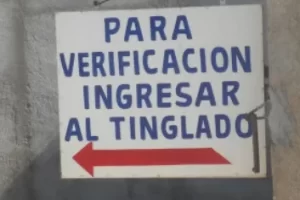 PARA
VERIFICACION
INGRESAR
AL TINGLADO